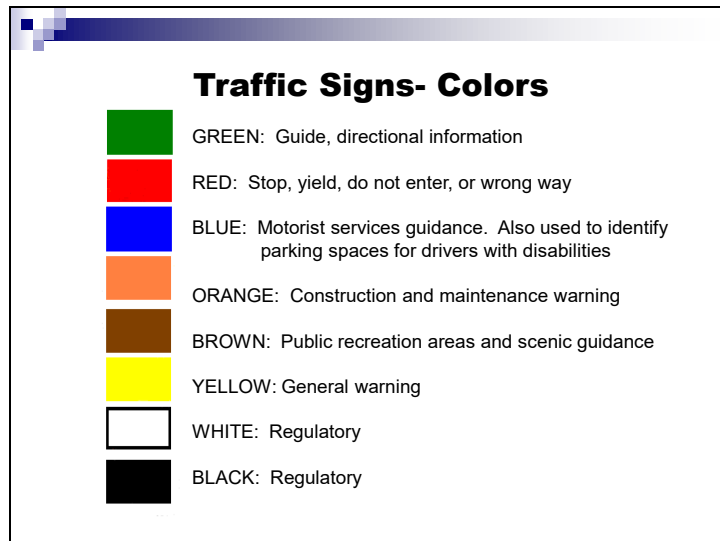 Traffic Signs- Colors
GREEN: Guide, directional information
RED: Stop, yield, do not enter, or wrong way
BLUE: Motorist services guidance. Also used to identify
parking spaces for drivers with disabilities
ORANGE: Construction and maintenance warning
BROWN: Public recreation areas and scenic guidance
YELLOW: General warning
WHITE: Regulatory
BLACK: Regulatory